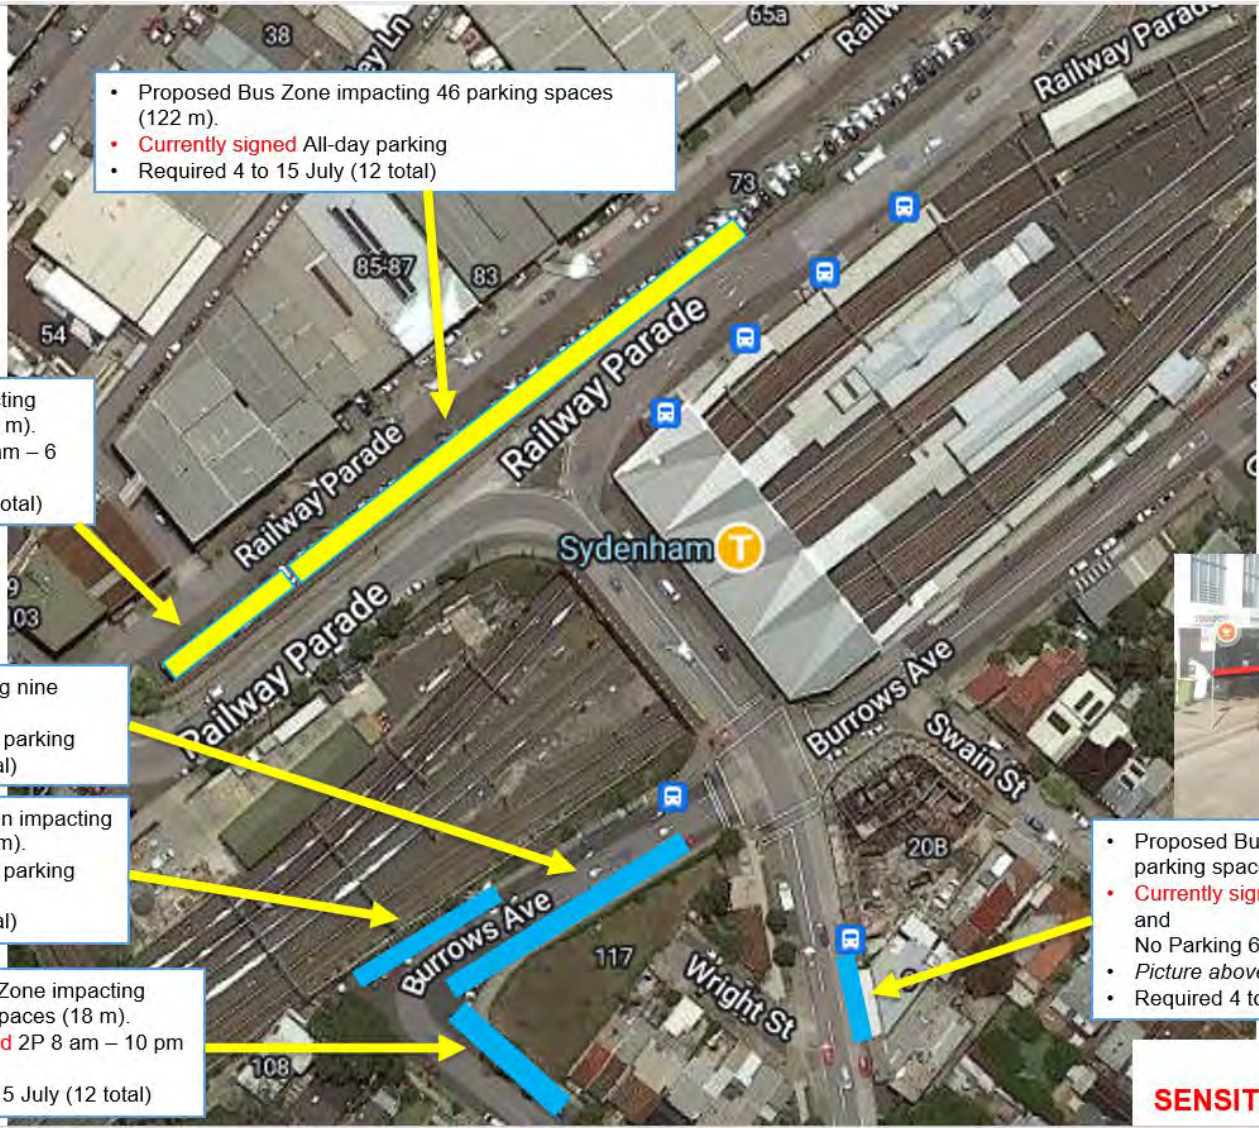 38
65a
Railway Parade
• Proposed Bus Zone impacting 46 parking spaces
(122 m).
• Currently signed All-day parking
• Required 4 to 15 July (12 total)
73
85-87
83
54
Railway Parade
Railway Parade
Railway Parade
Sydenham T
103
m).
am – 6
otal)
g nine
parking
al)
n impacting
m).
parking
al)
Zone impacting
paces (18 m).
d 2P 8 am – 10 pm
5 July (12 total)
Burrows Ave
Swain St
20B
Burrows Ave
117
Wright St
108
• Proposed Bu
parking spac
• Currently sign
and
No Parking 6
• Picture above
• Required 4 to
SENSIT